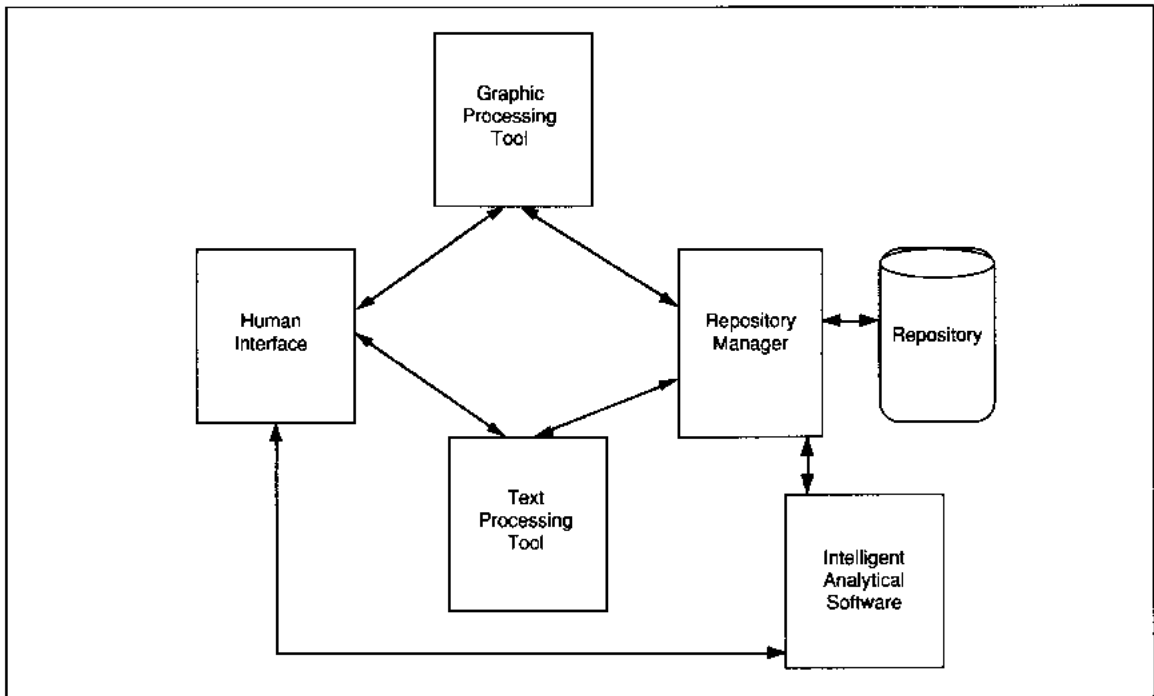 Graphic
Processing
Tool
Human
Interface
Repository
Manager
Repository
Text
Processing
Tool
Intelligent
Analytical
Software